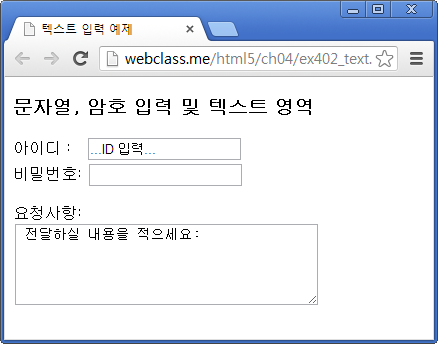 텍스트 입력 예제
webclass.me/html5/ch04/ex402_text.
문자열, 암호 입력 및 텍스트 영역
아이디 : ...ID 입력...
비밀번호:
요청사항:
전달하실 내용을 적으세요: